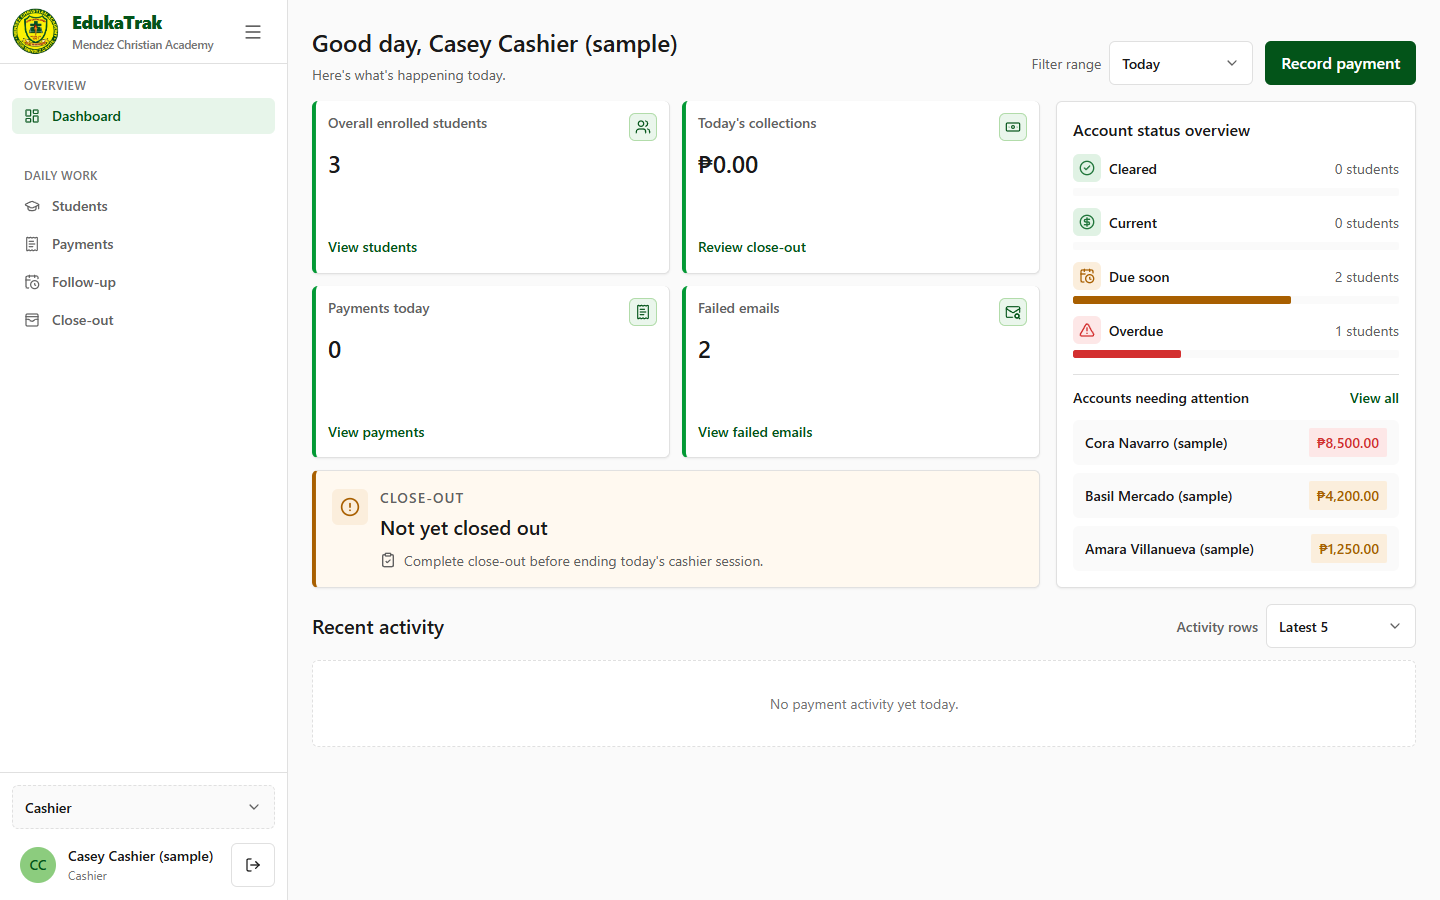 EdukaTrak
Mendez Christian Academy
OVERVIEW
Dashboard
DAILY WORK
Students
Payments
Follow-up
Close-out
Cashier
CC
Casey Cashier (sample)
Cashier
Good day, Casey Cashier (sample)
Here's what's happening today.
Filter range
Today
Record payment
Overall enrolled students
3
View students
Today's collections
₱0.00
Review close-out
Payments today
0
View payments
Failed emails
2
View failed emails
CLOSE-OUT
Not yet closed out
Complete close-out before ending today's cashier session.
Account status overview
Cleared
0 students
Current
0 students
Due soon
2 students
Overdue
1 students
Accounts needing attention
View all
Cora Navarro (sample)
₱8,500.00
Basil Mercado (sample)
₱4,200.00
Amara Villanueva (sample)
₱1,250.00
Recent activity
Activity rows
Latest 5
No payment activity yet today.